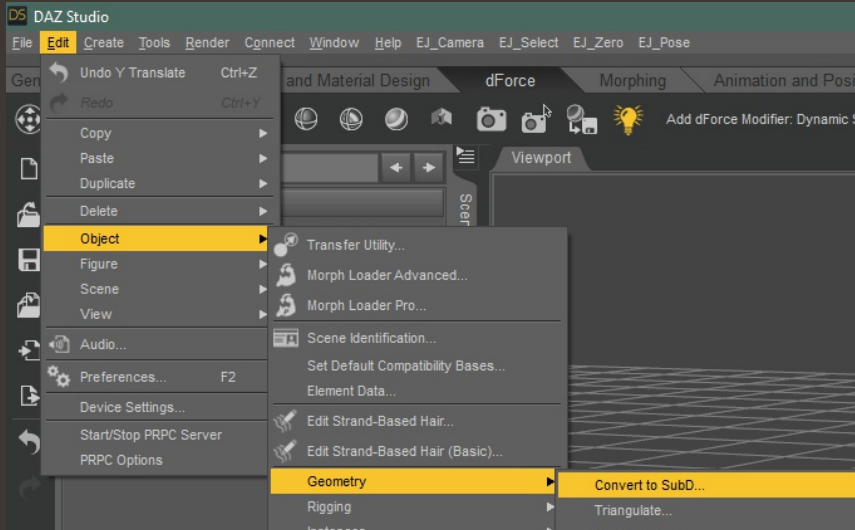 DS DAZ Studio
File Edit Create Tools Render Connect Window Help EJ_Camera EJ_Select EJ_Zero EJ_Pose
Gen and Material Design dForce Morphing Animation and Posi
Undo Y Translate Ctrl+Z
Redo Ctrl+Y
Copy
Paste
Duplicate
Delete
Object
Figure
Scene
View
Audio...
Preferences... F2
Device Settings...
Start/Stop PRPC Server
PRPC Options
Add dForce Modifier: Dynamic S
Viewport
Scer
Transfer Utility...
Morph Loader Advanced...
Morph Loader Pro...
Scene Identification...
Set Default Compatibility Bases...
Element Data...
Edit Strand-Based Hair...
Edit Strand-Based Hair (Basic)...
Geometry
Rigging
Instances
Convert to SubD...
Triangulate...